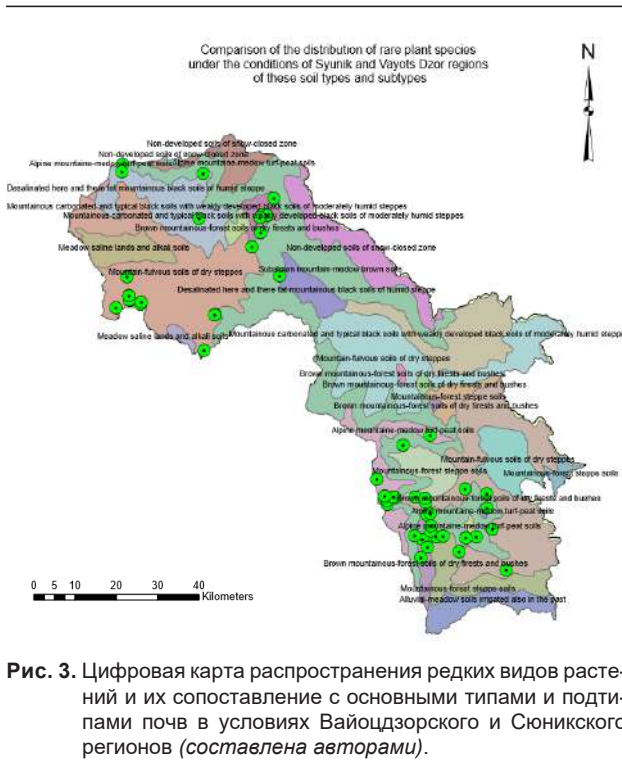 Comparison of the distribution of rare plant species
under the conditions of Syunik and Vayots Dzor regions
of these soil types and subtypes
N
Non-developed soils of snow-closed zone
Non-developed soils of snow-closed zone
Alpine mountaine-medow turf-peat soils
Alpine mountaine-medow turf-peat soils
Desalinated here and there fat mountainous black soils of humid steppe
Mountainous carbonated and typical black soils with weakly developed black soils of moderately humid steppes
Mountainous carbonated and typical black soils with weakly developed black soils of moderately humid steppes
Brown mountainous-forest soils of dry firests and bushes
Meadow saline lands and alkali soils
Non-developed soils of snow-closed zone
Mountain-fulvous soils of dry steppes
mountain-medow brown soils
Desalinated here and there fat mountainous black soils of humid steppe
Meadow saline lands and alkali soils
Mountainous carbonated and typical black soils with weakly developed black soils of moderately humid steppe
Mountain-fulvous soils of dry steppes
Brown mountainous-forest soils of dry firests and bushes
Brown mountainous-forest soils of dry firests and bushes
Mountainous-forest steppe soils
Brown mountainous-forest soils of dry firests and bushes
Alpine mountaine-medow turf-peat soils
Mountain-fulvous soils of dry steppes
Mountainous-forest steppe soils
Mountainous-forest steppe soils
Brown mountainous-forest soils of dry firests and bushes
Alpine mountaine-medow turf-peat soils
Alpine mountaine-medow turf-peat soils
Brown mountainous-forest soils of dry firests and bushes
Mountainous-forest steppe soils
Alluvial-meadow soils irrigated also in the past
0 5 10 20 30 40
Kilometers
Рис. 3. Цифровая карта распространения редких видов расте-
ний и их сопоставление с основными типами и подти-
пами почв в условиях Вайоцдзорского и Сюникского
регионов (составлена авторами).